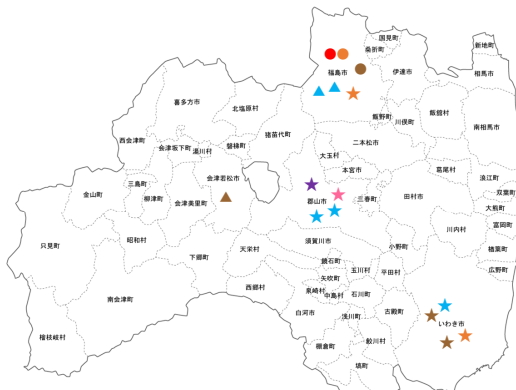 国見町
桑折町
新地町
福島市
伊達市
相馬市
喜多方市
北塩原村
飯舘村
飯野町
川俣町
南相馬市
猪苗代町
西会津町
会津坂下町
湯川村
磐梯町
二本松市
大玉村
本宮市
葛尾村
浪江町
三島町
会津若松市
双葉町
金山町
柳津町
会津美里町
郡山市
三春町
田村市
大熊町
富岡町
川内村
只見町
昭和村
天栄村
須賀川市
小野町
楢葉町
下郷町
鏡石町
玉川村
平田村
広野町
矢吹町
南会津町
西郷村
泉崎村
中島村
石川町
白河市
浅川町
古殿町
いわき市
檜枝岐村
棚倉町
鮫川村
塙町